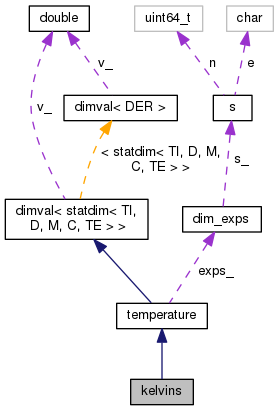 double
uint64_t
char
v_
n
e
v_
dimval< DER >
s
< statdim< TI, D, M,
C, TE > >
s_
dimval< statdim< TI,
D, M, C, TE > >
dim_exps
exps_
temperature
kelvins